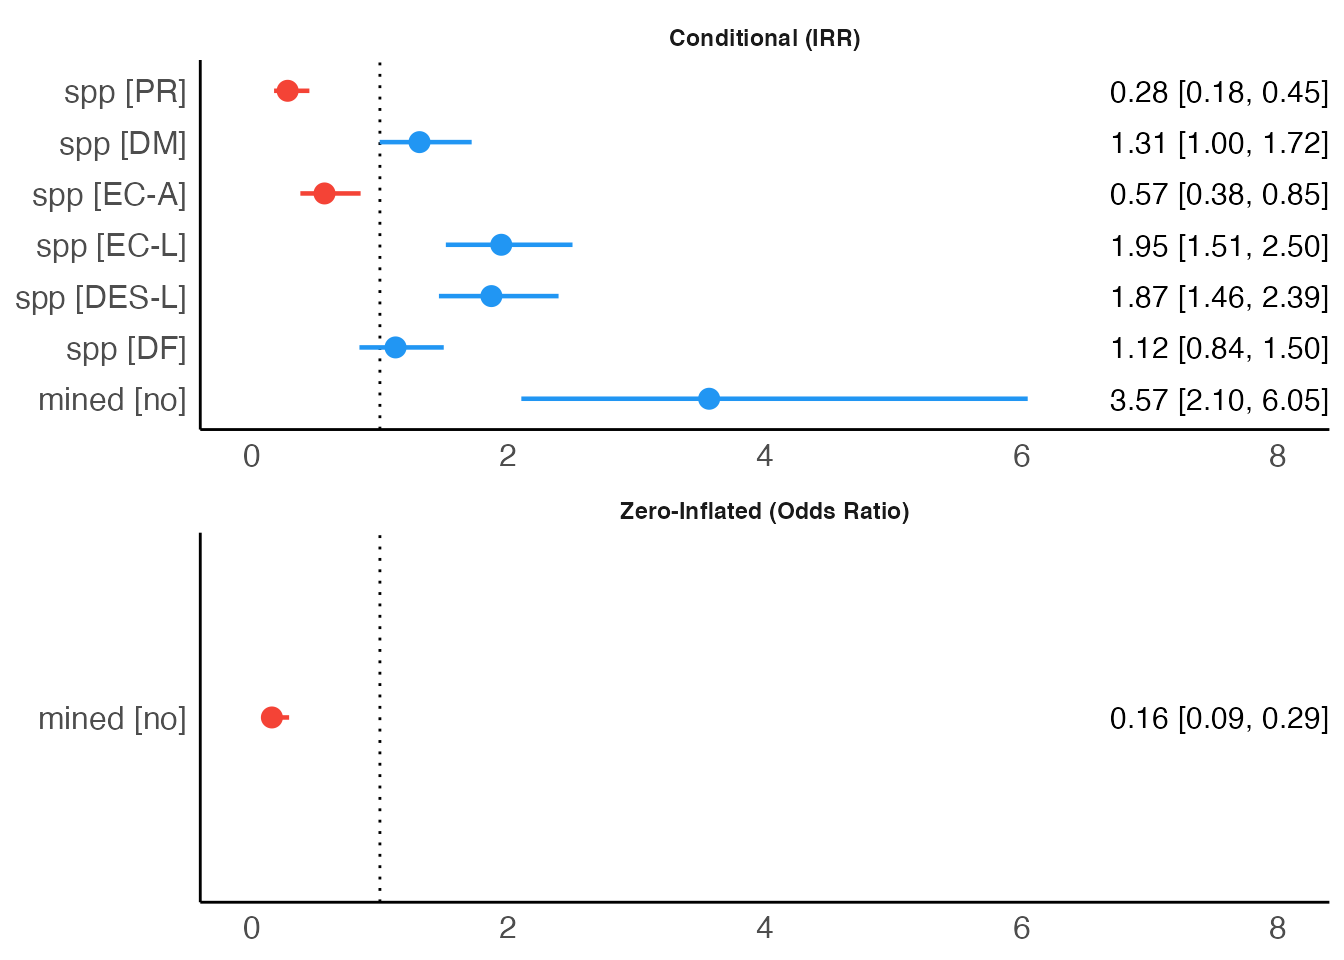 Conditional (IRR)
spp [PR] 0.28 [0.18, 0.45]
spp [DM] 1.31 [1.00, 1.72]
spp [EC-A] 0.57 [0.38, 0.85]
spp [EC-L] 1.95 [1.51, 2.50]
spp [DES-L] 1.87 [1.46, 2.39]
spp [DF] 1.12 [0.84, 1.50]
mined [no] 3.57 [2.10, 6.05]
0 2 4 6 8
Zero-Inflated (Odds Ratio)
mined [no] 0.16 [0.09, 0.29]
0 2 4 6 8